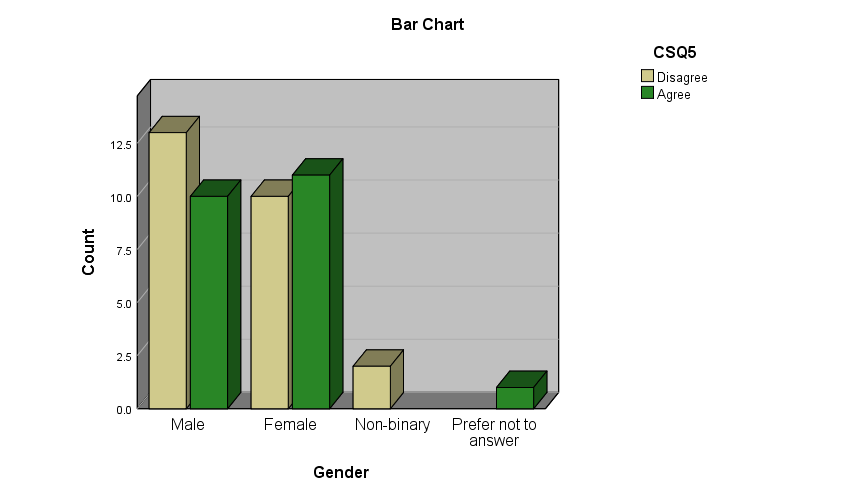 Bar Chart
CSQ5
Disagree
Agree
12.5
10.0
7.5
5.0
2.5
0.0
Count
Male
Female
Non-binary
Prefer not to
answer
Gender